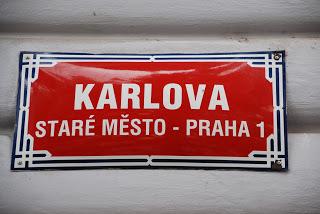 KARLOVA
STARÉ MĚSTO - PRAHA 1